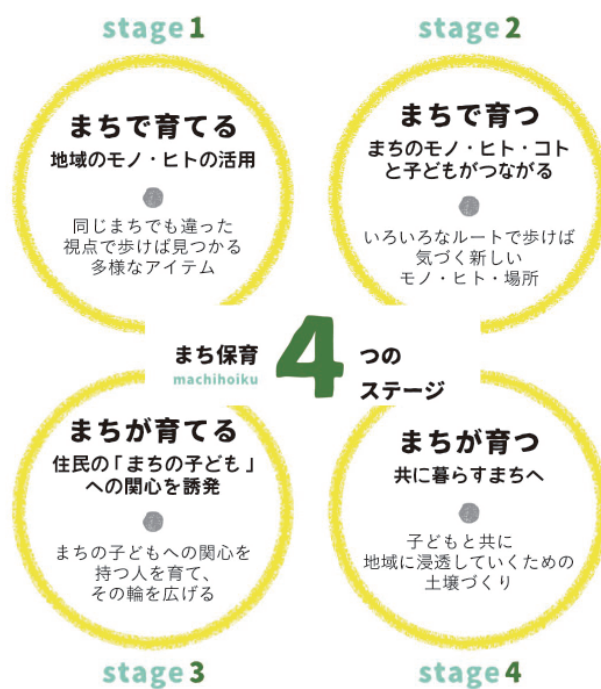 stage 1
まちで育てる
地域のモノ・ヒトの活用
同じまちでも違った
視点で歩けば見つかる
多様なアイテム
stage 2
まちで育つ
まちのモノ・ヒト・コト
と子どもがつながる
いろいろなルートで歩けば
気づく新しい
モノ・ヒト・場所
まち保育
machihoiku
4
つの
ステージ
まちが育てる
住民の「まちの子ども」
への関心を誘発
まちの子どもへの関心を
持つ人を育て、
その輪を広げる
stage 3
まちが育つ
共に暮らすまちへ
子どもと共に
地域に浸透していくための
土壌づくり
stage 4